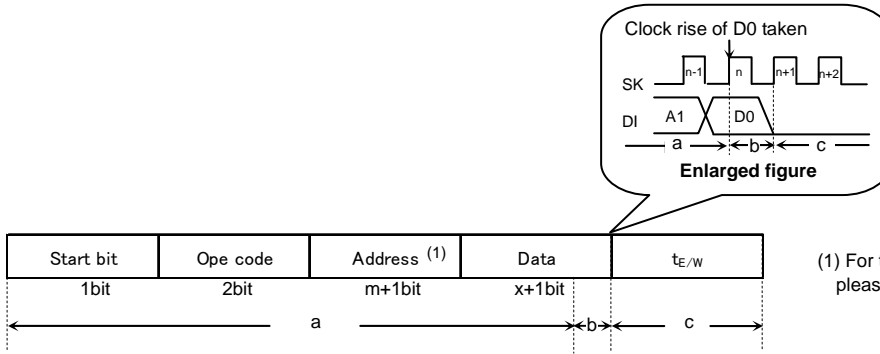 Clock rise of D0 taken
SK n-1 n n+1 n+2
DI A1 D0
a b c
Enlarged figure
Start bit Ope code Address (1) Data tE/W
1bit 2bit m+1bit x+1bit
(1) For
pleas
a b c